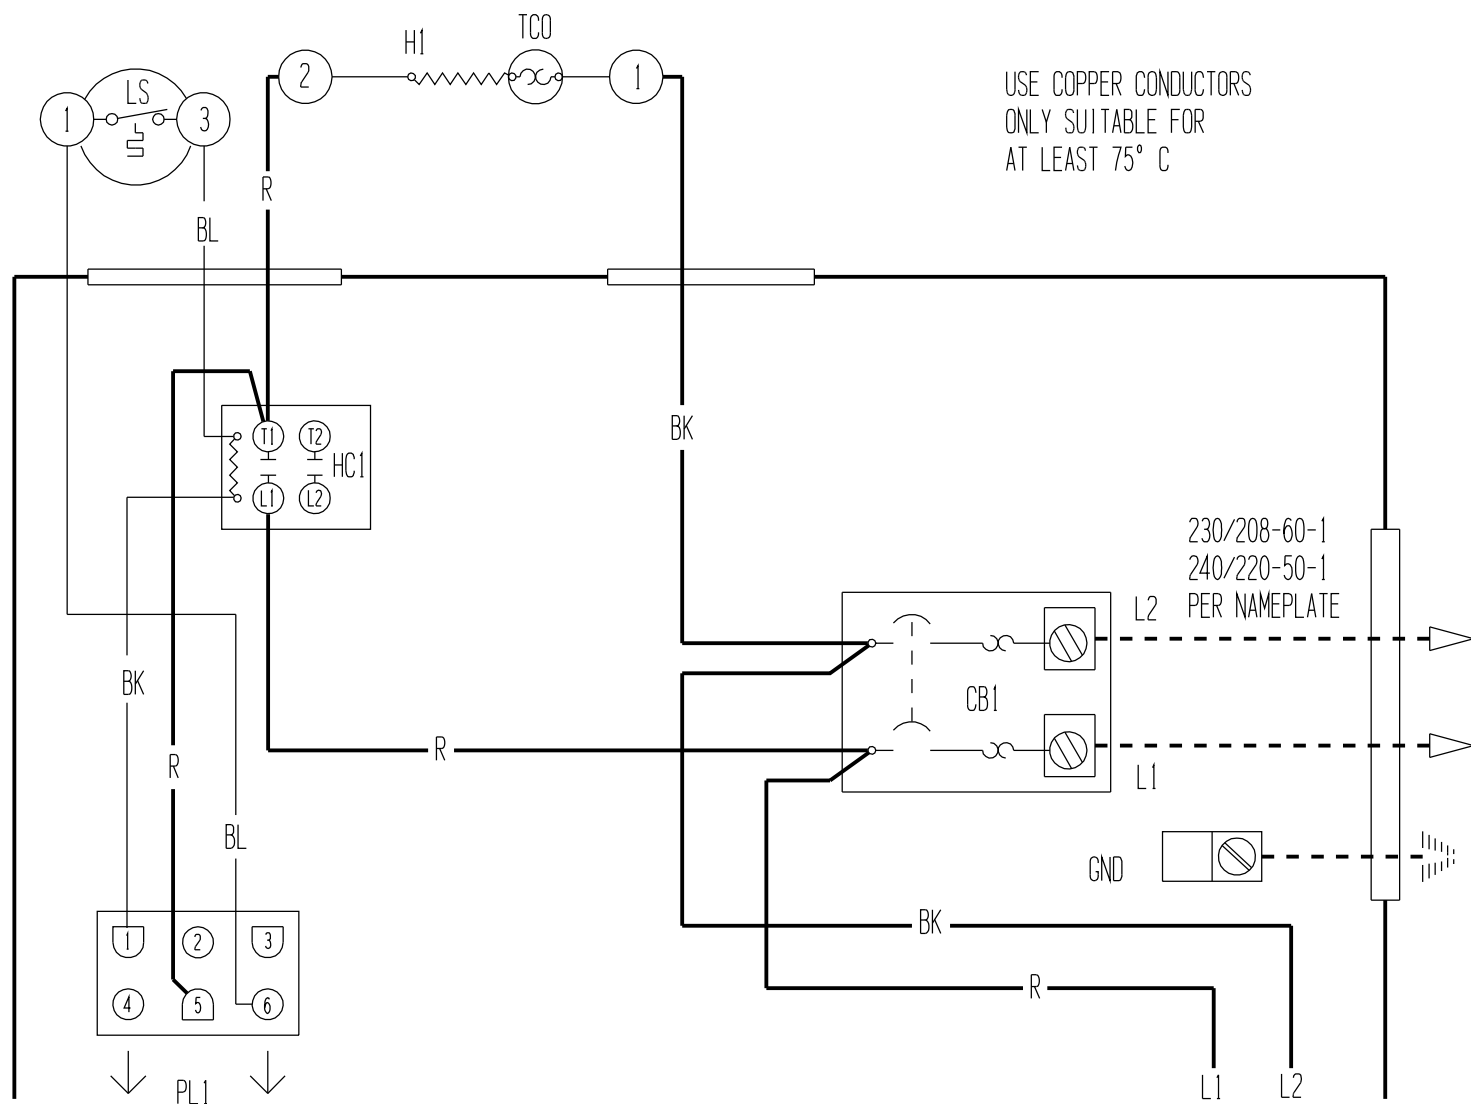 TCO
H1
2
1
LS
1
3
USE COPPER CONDUCTORS
ONLY SUITABLE FOR
AT LEAST 75° C
R
BL
BK
T1
T2
HC1
L1
L2
230/208-60-1
240/220-50-1
PER NAMEPLATE
L2
BK
CB1
R
R
L1
BL
GND
BK
1
2
3
R
4
5
6
PL1
L1
L2